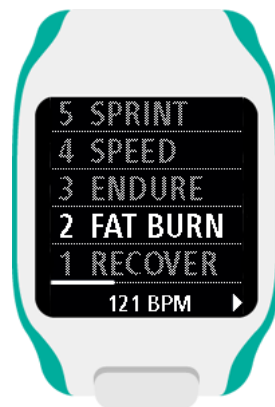 5 SPRINT
4 SPEED
3 ENDURE
2 FAT BURN
1 RECOVER
121 BPM